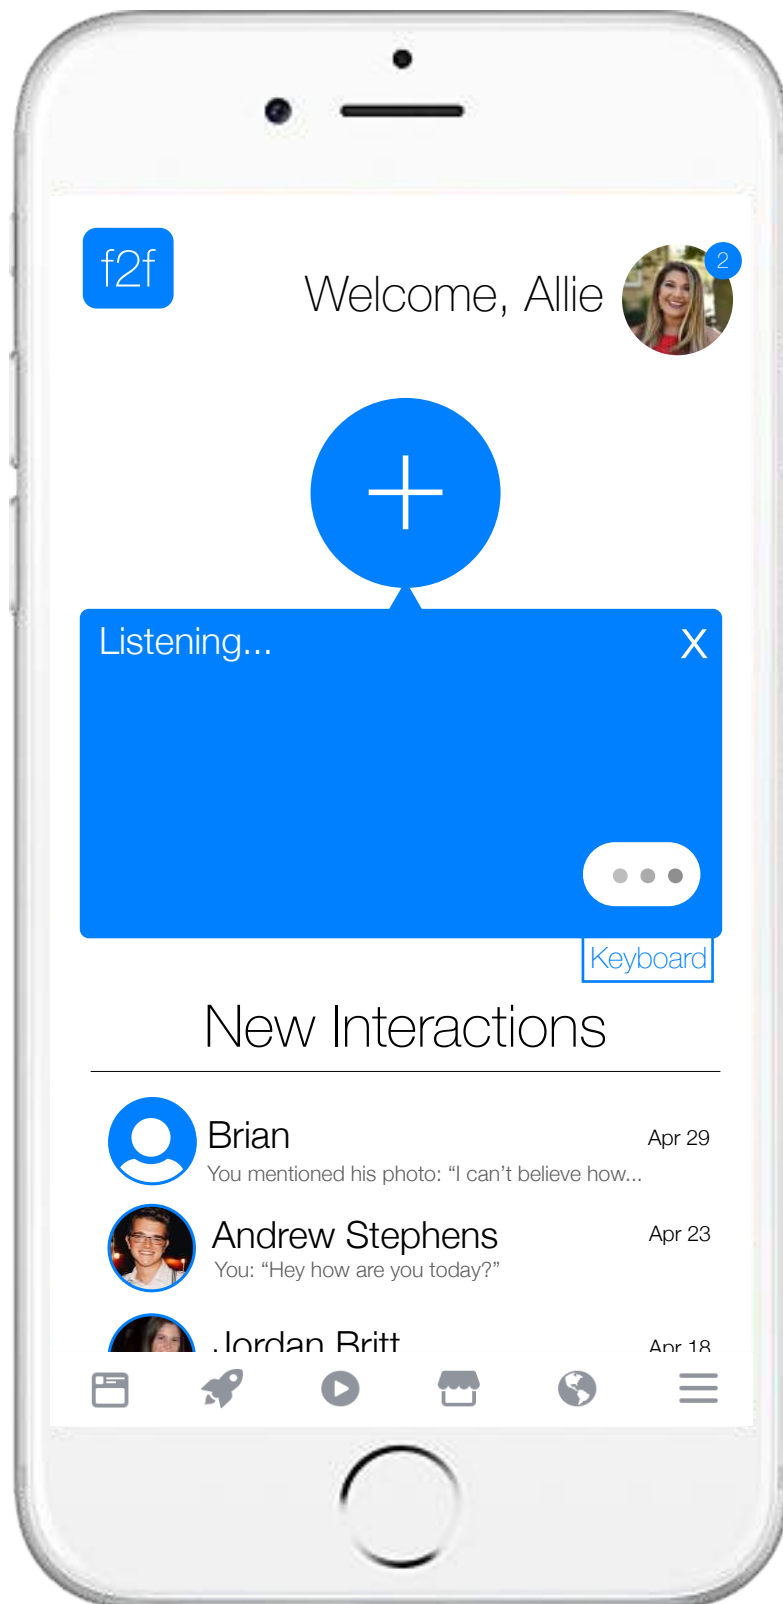 f2f
Welcome, Allie
2
Listening...
X
Keyboard
New Interactions
Brian
Apr 29
You mentioned his photo: “I can’t believe how...
Andrew Stephens
Apr 23
You: “Hey how are you today?”
Jordan Britt
Apr 18